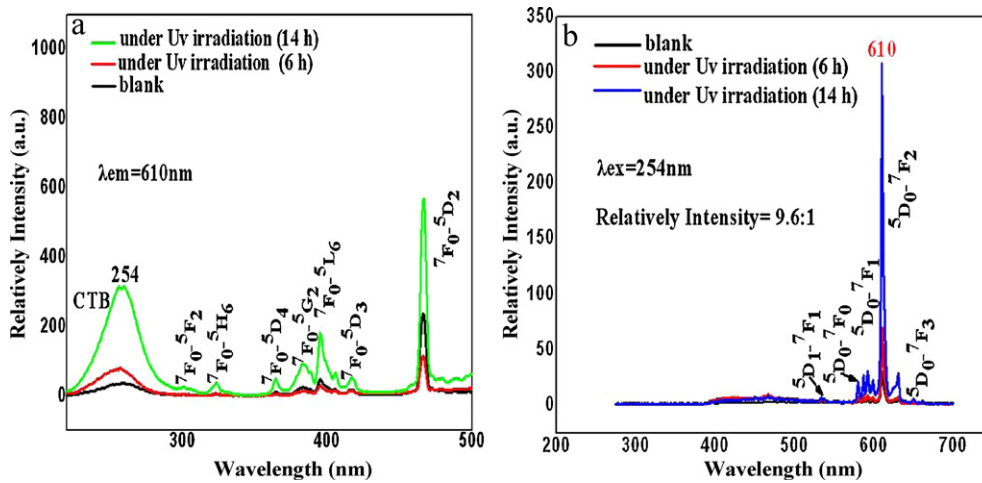 a
under Uv irradiation (14 h)
under Uv irradiation (6 h)
blank
λem=610nm
254
CTB
⁷F₀-⁵F₂
⁷F₀-⁵H₆
⁷F₀-⁵D₄
⁷F₀-⁵G₂
⁷F₀-⁵L₆
⁷F₀-⁵D₃
⁷F₀-⁵D₂
Relatively Intensity (a.u.)
1000
800
600
400
200
0
300
400
500
Wavelength (nm)
b
blank
under Uv irradiation (6 h)
under Uv irradiation (14 h)
610
λex=254nm
Relatively Intensity= 9.6:1
⁵D₁-⁷F₁
⁵D₀-⁷F₀
⁵D₀-⁷F₁
⁵D₀-⁷F₂
⁵D₀-⁷F₃
Relatively Intensity (a.u.)
350
300
250
200
150
100
50
0
200
300
400
500
600
700
Wavelength (nm)